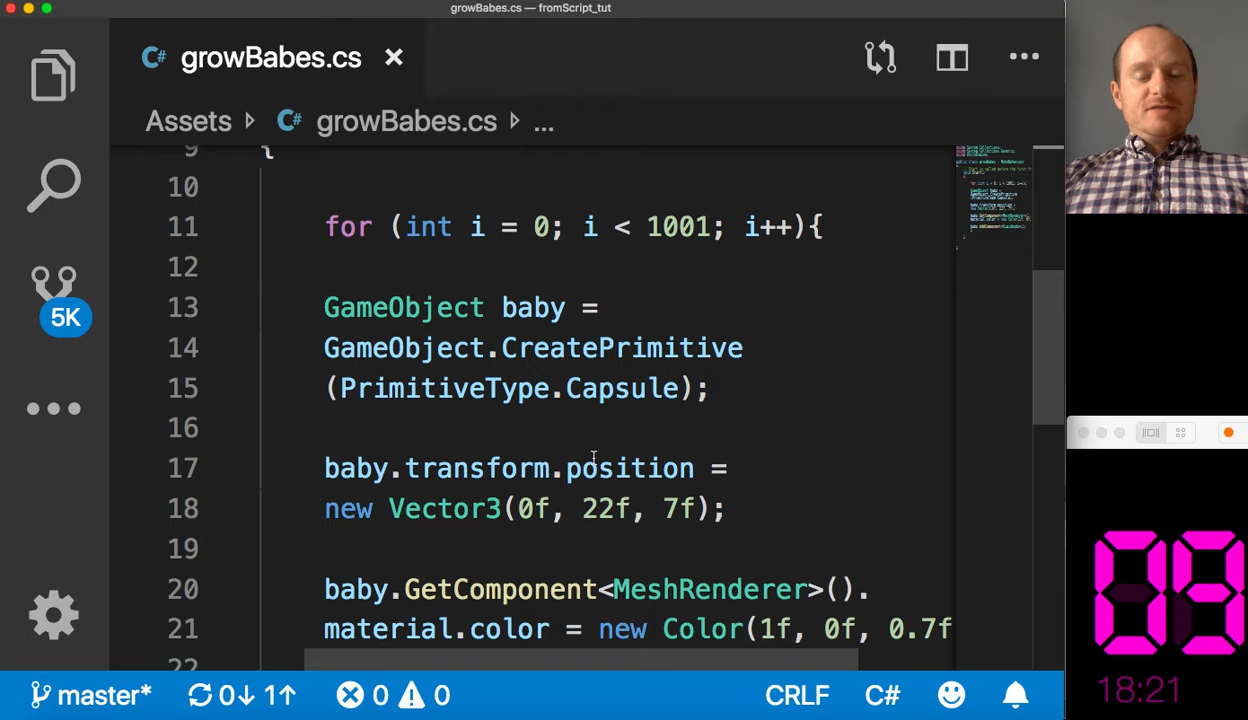 growBabes.cs — fromScript_tut
growBabes.cs
Assets growBabes.cs ...
9 {
10
11 for (int i = 0; i < 1001; i++){
12
13 GameObject baby =
14 GameObject.CreatePrimitive
15 (PrimitiveType.Capsule);
16
17 baby.transform.position =
18 new Vector3(0f, 22f, 7f);
19
20 baby.GetComponent<MeshRenderer>().
21 material.color = new Color(1f, 0f, 0.7f
22
5K
master* 0↓ 1↑ 0 0 CRLF C#
09
18:21